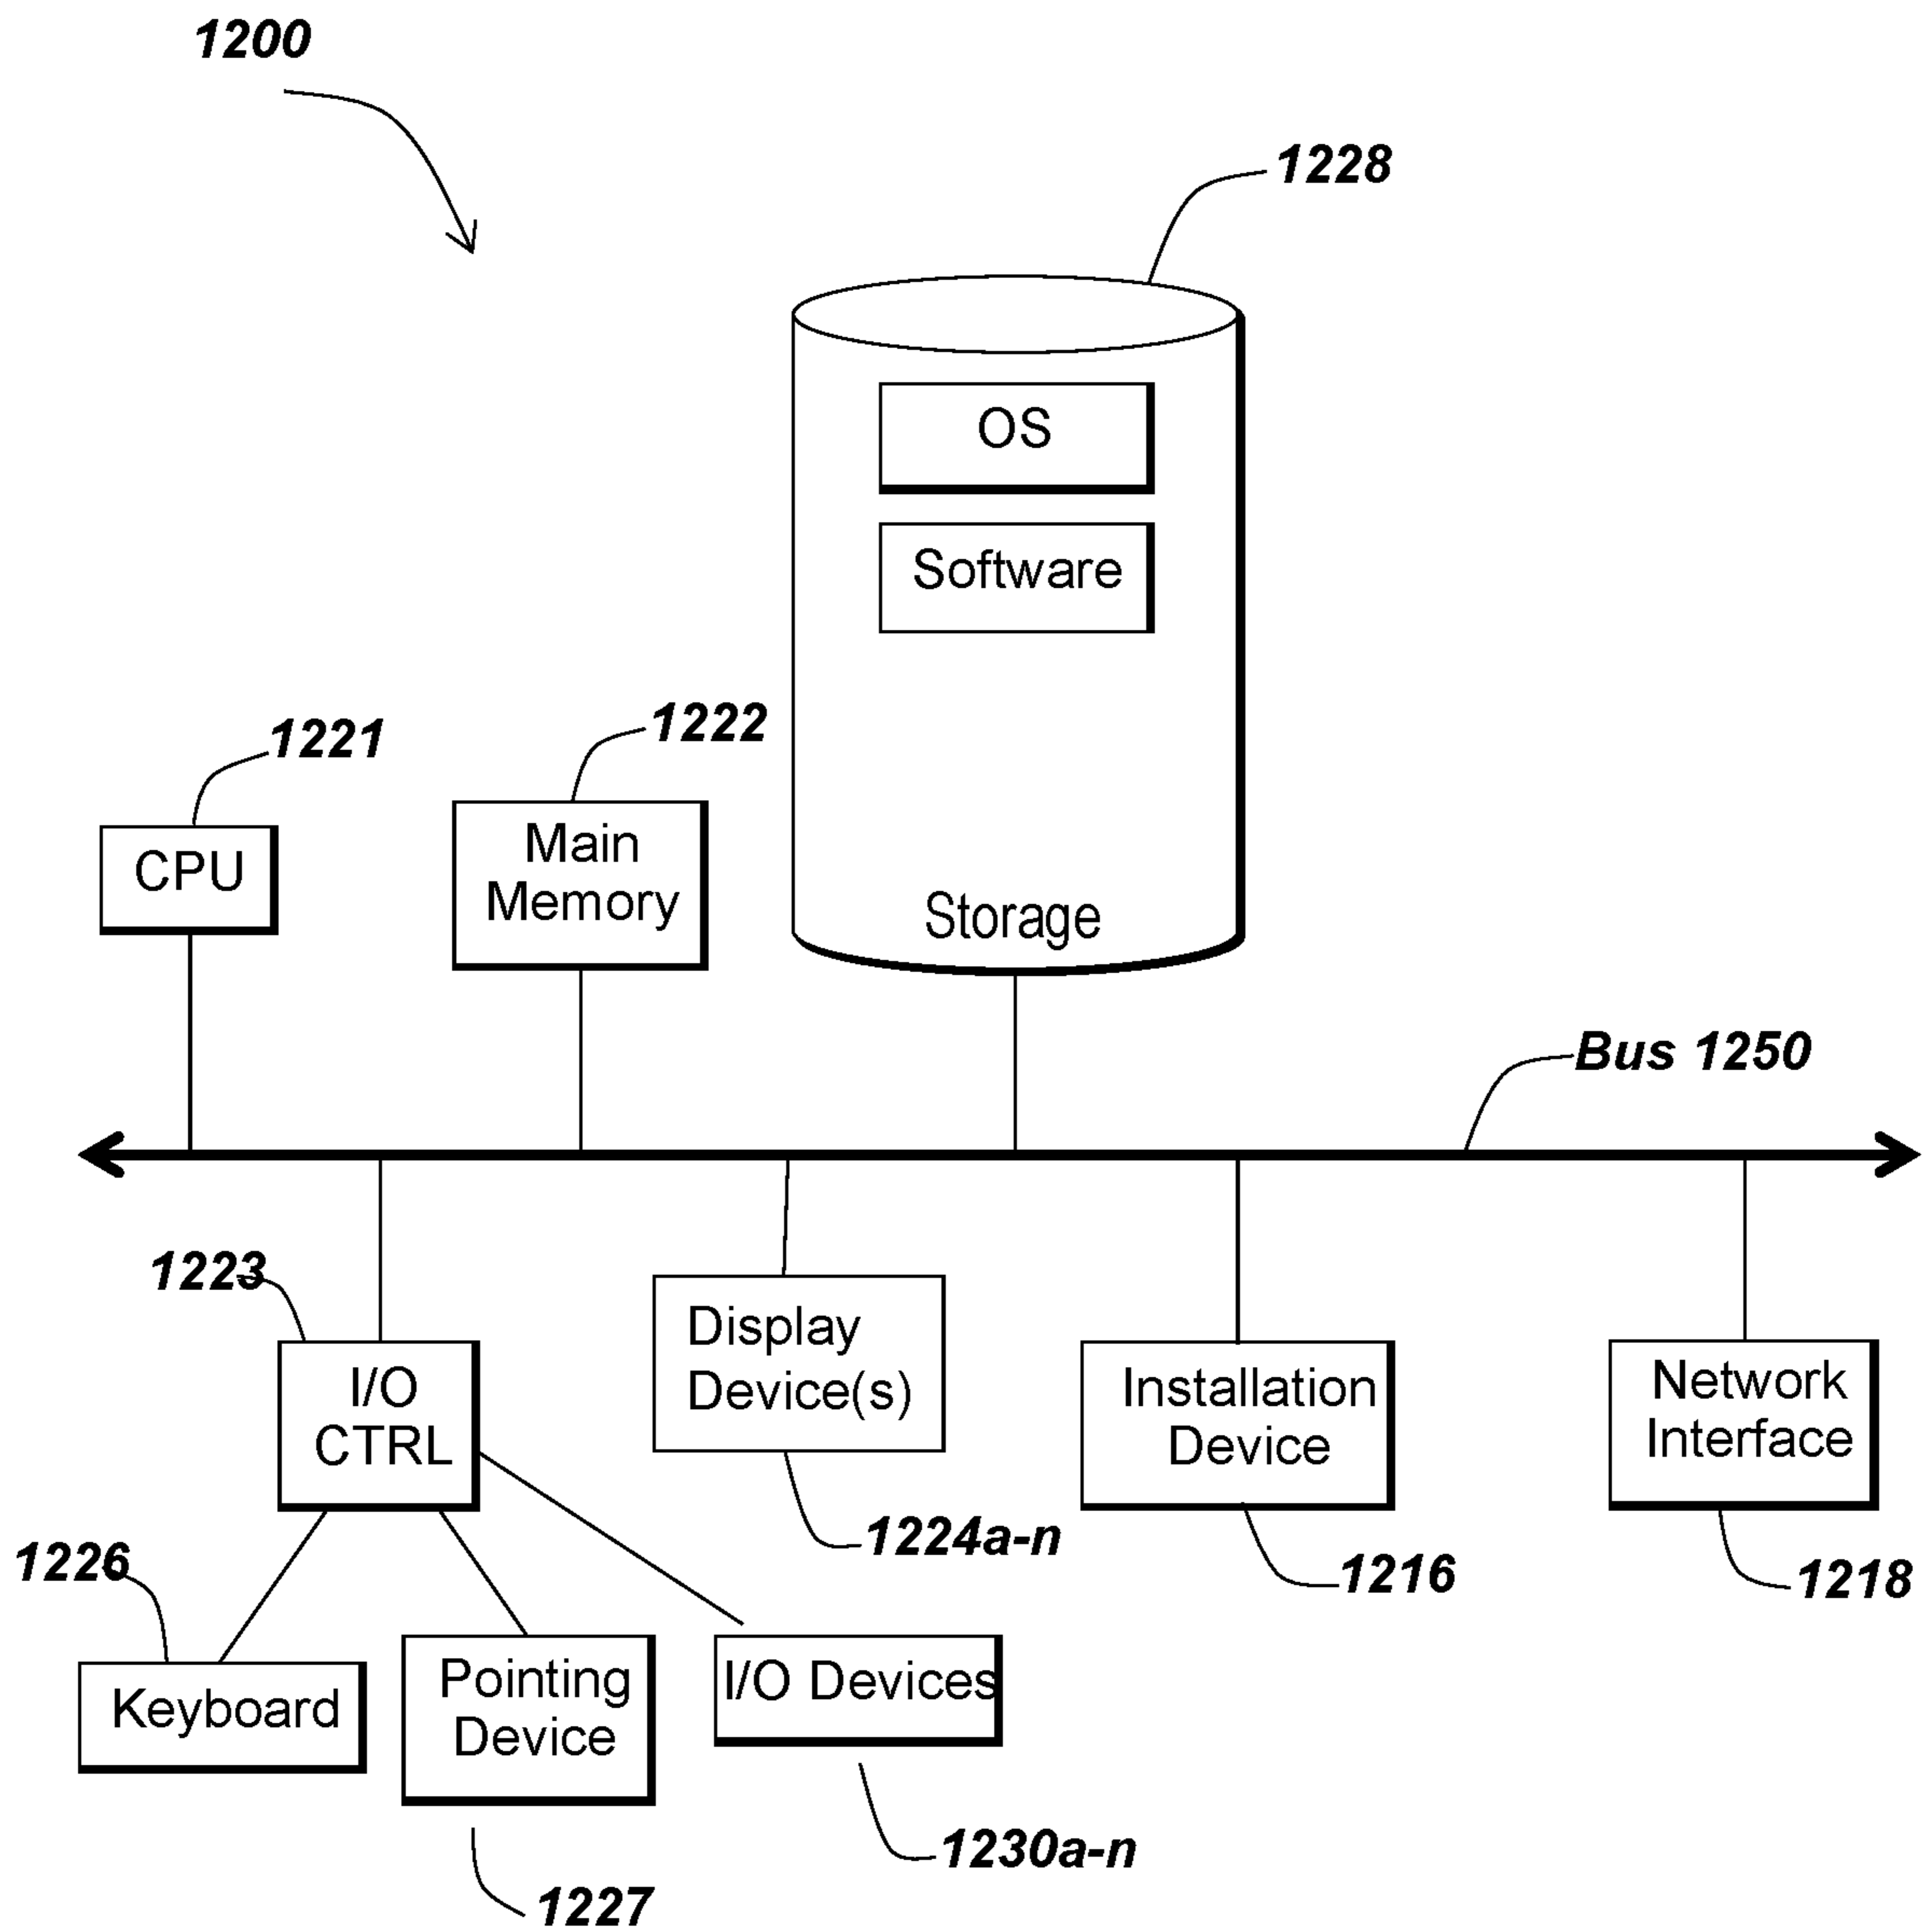 1200
1228
OS
Software
1221
1222
CPU
Main
Memory
Storage
Bus 1250
1223
I/O
CTRL
Display
Device(s)
Installation
Device
Network
Interface
1224a-n
1216
1218
1226
Keyboard
Pointing
Device
I/O Devices
1230a-n
1227